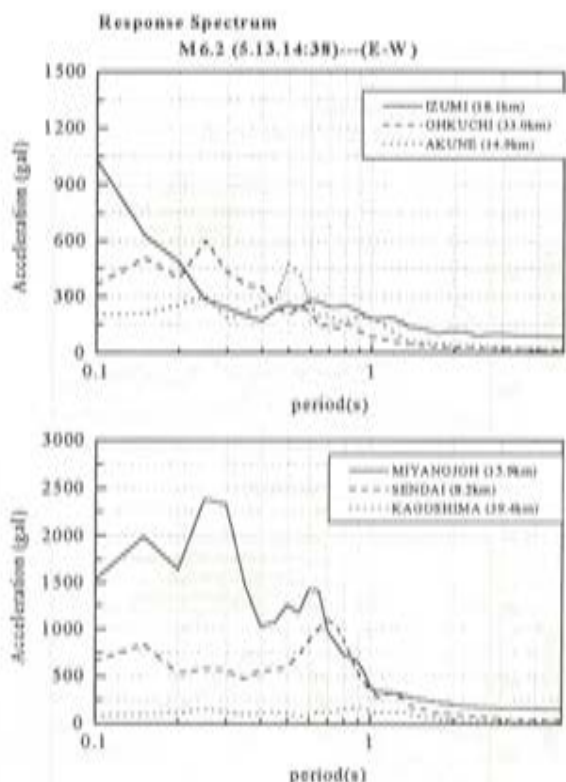 Response Spectrum
M6.2 (5.13.14:38)---(E-W)
1500
1200
900
600
300
0
Acceleration (gal)
IZUMI (18.1km)
OHKUCHI (33.0km)
AKUNE (14.9km)
0.1
1
period(s)
3000
2500
2000
1500
1000
500
0
Acceleration (gal)
MIYANOJOH (13.9km)
SENDAI (8.2km)
KAGOSHIMA (39.4km)
0.1
1
period(s)